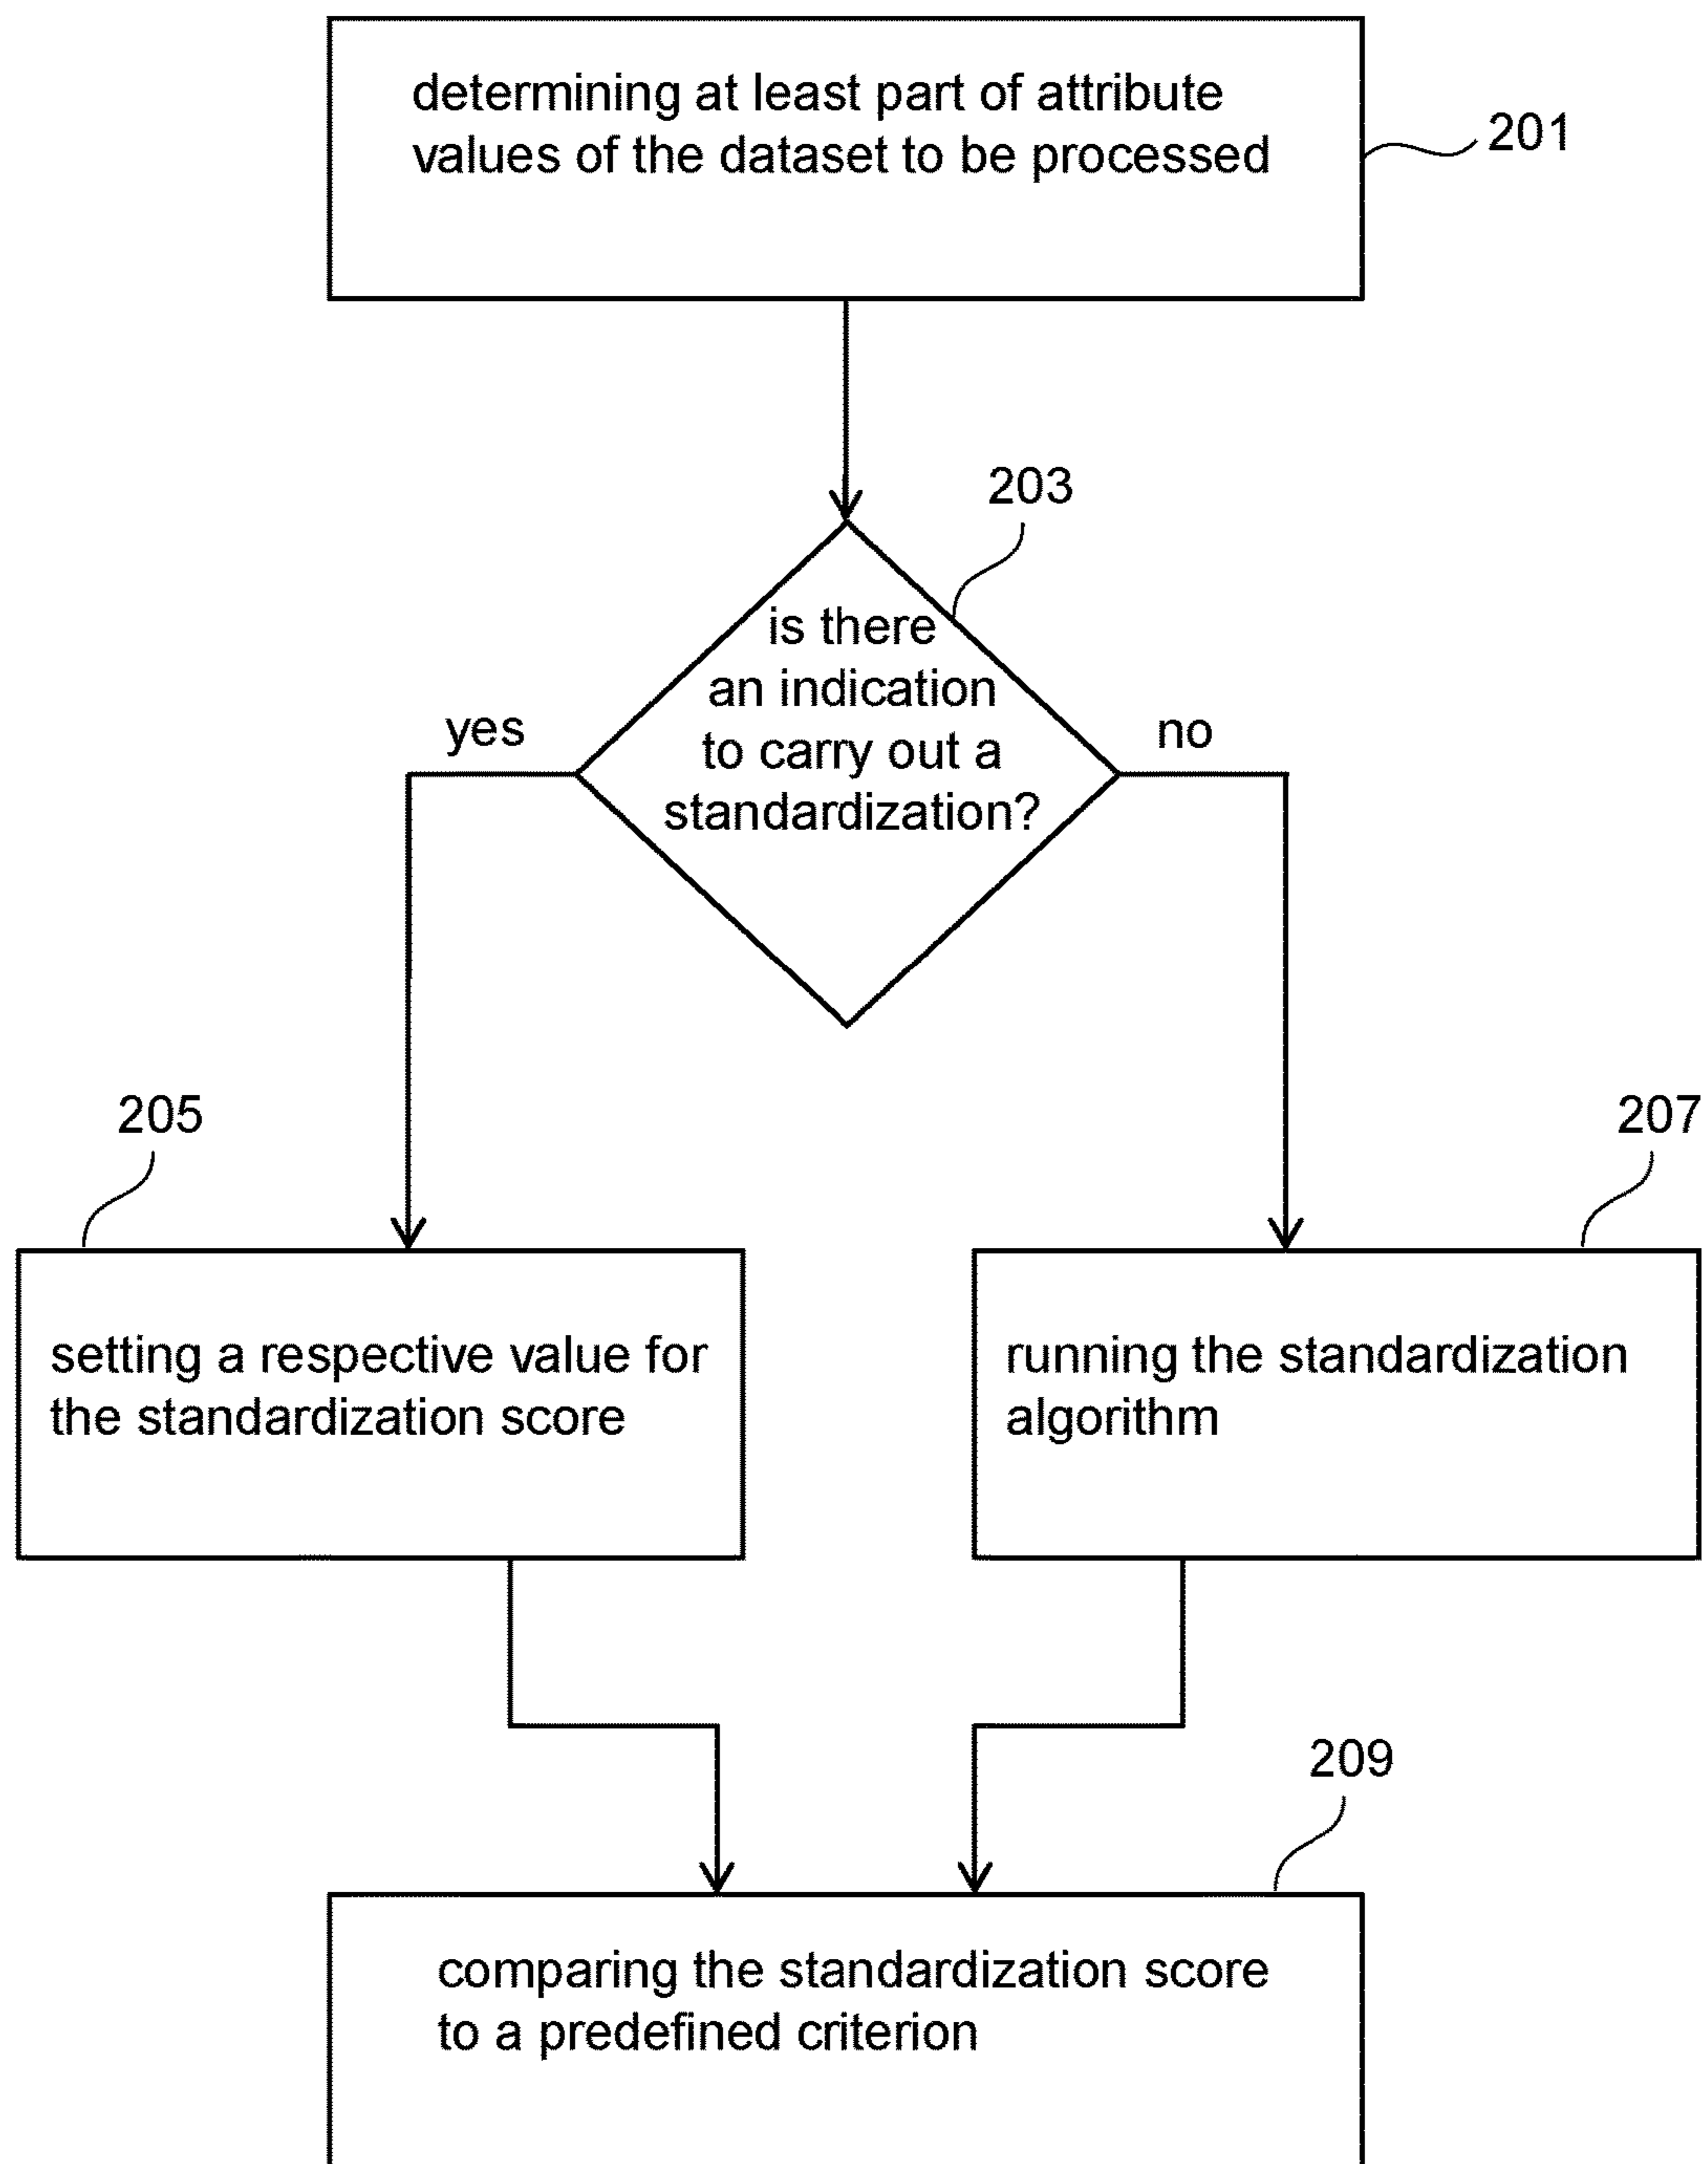 determining at least part of attribute
values of the dataset to be processed
201
203
is there
an indication
to carry out a
standardization?
yes
no
205
207
setting a respective value for
the standardization score
running the standardization
algorithm
209
comparing the standardization score
to a predefined criterion